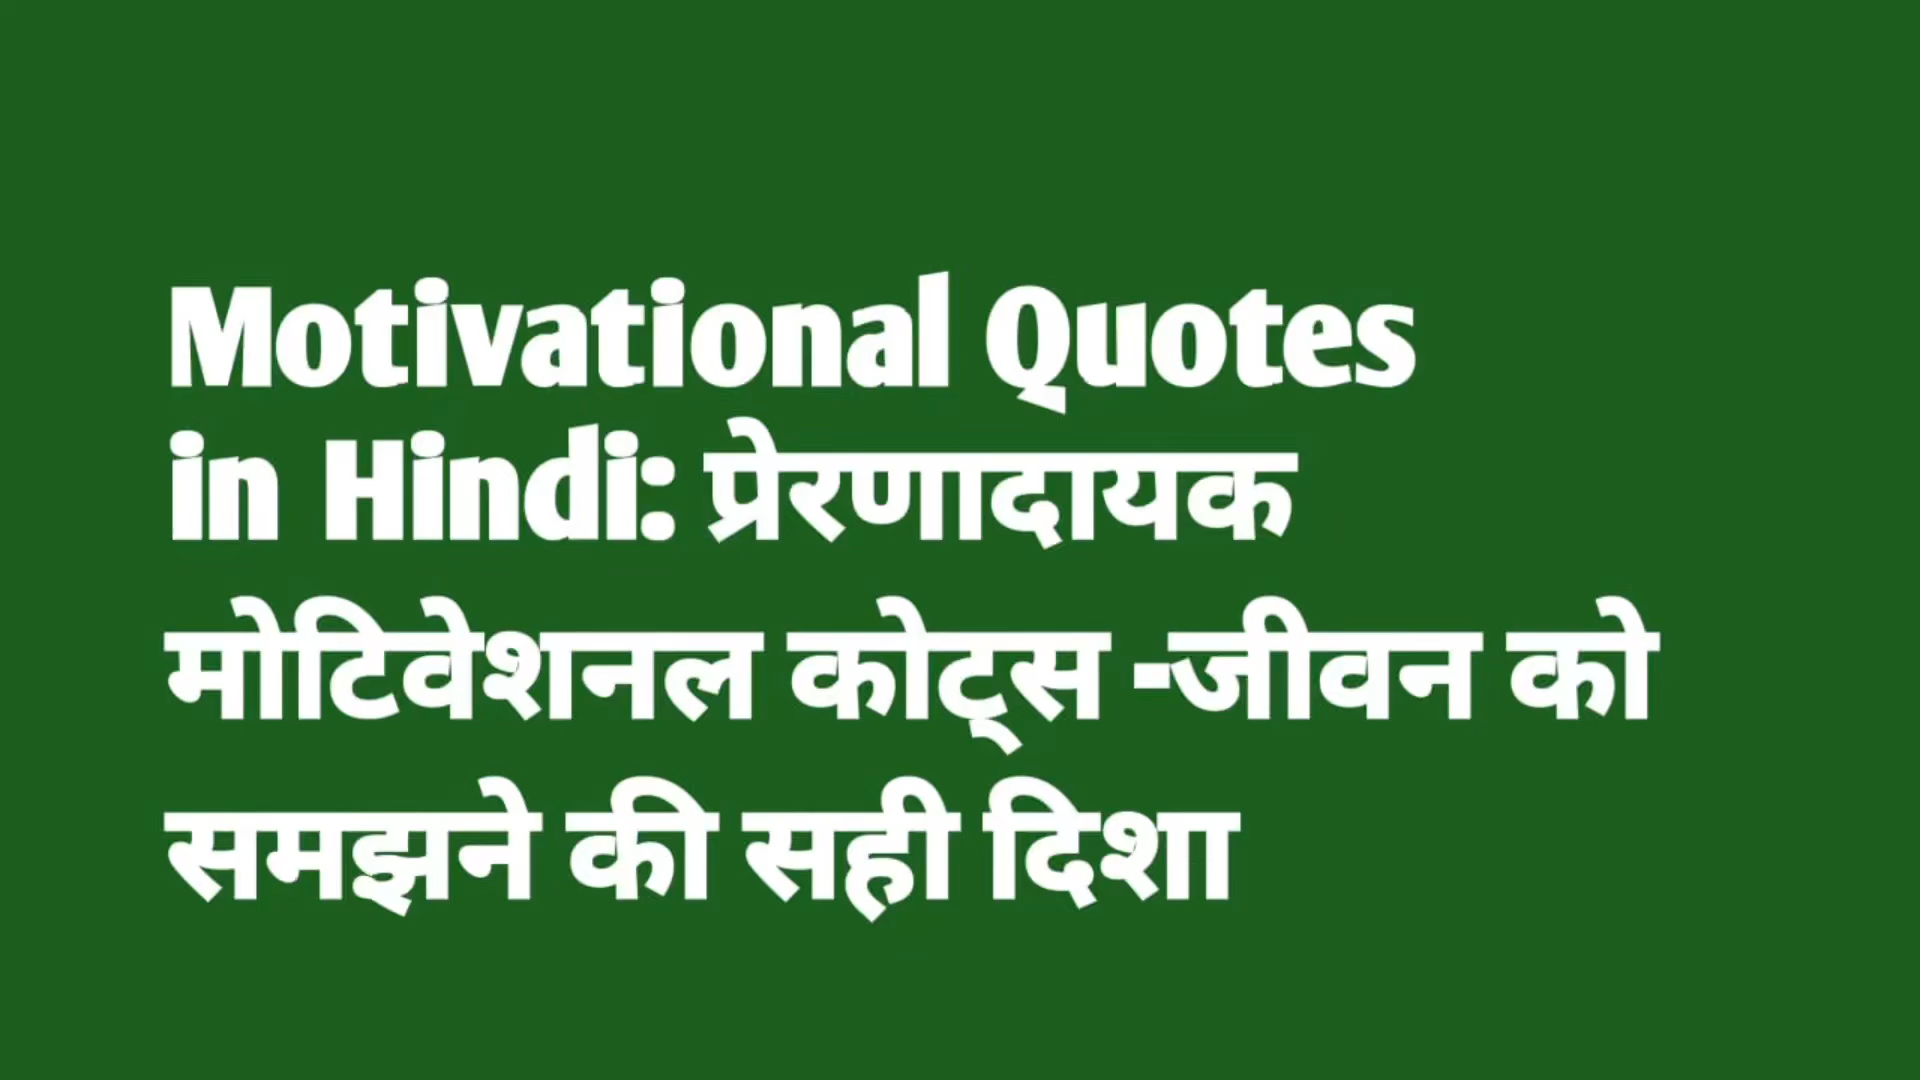 Motivational Quotes
in Hindi: प्रेरणादायक
मोटिवेशनल कोट्स -जीवन को
समझने की सही दिशा